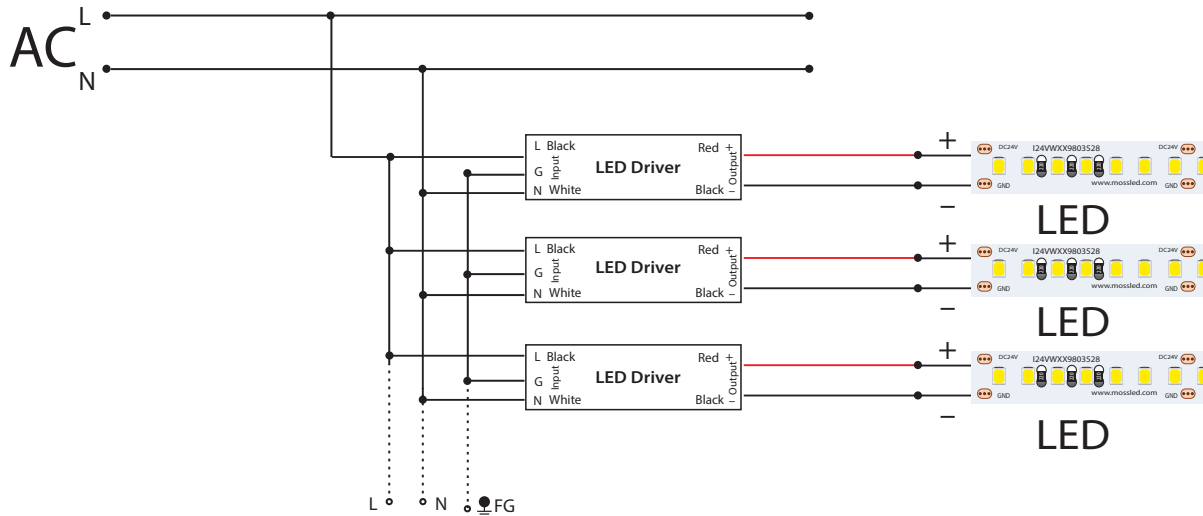 AC
L
N
L Black
G
N White
Input
LED Driver
Red +
Black –
Output
+
–
DC24V
I24VWXX9803528
DC24V
GND
www.mossled.com
GND
LED
L Black
G
N White
Input
LED Driver
Red +
Black –
Output
+
–
DC24V
I24VWXX9803528
DC24V
GND
www.mossled.com
GND
LED
L Black
G
N White
Input
LED Driver
Red +
Black –
Output
+
–
DC24V
I24VWXX9803528
DC24V
GND
www.mossled.com
GND
LED
L
N
FG